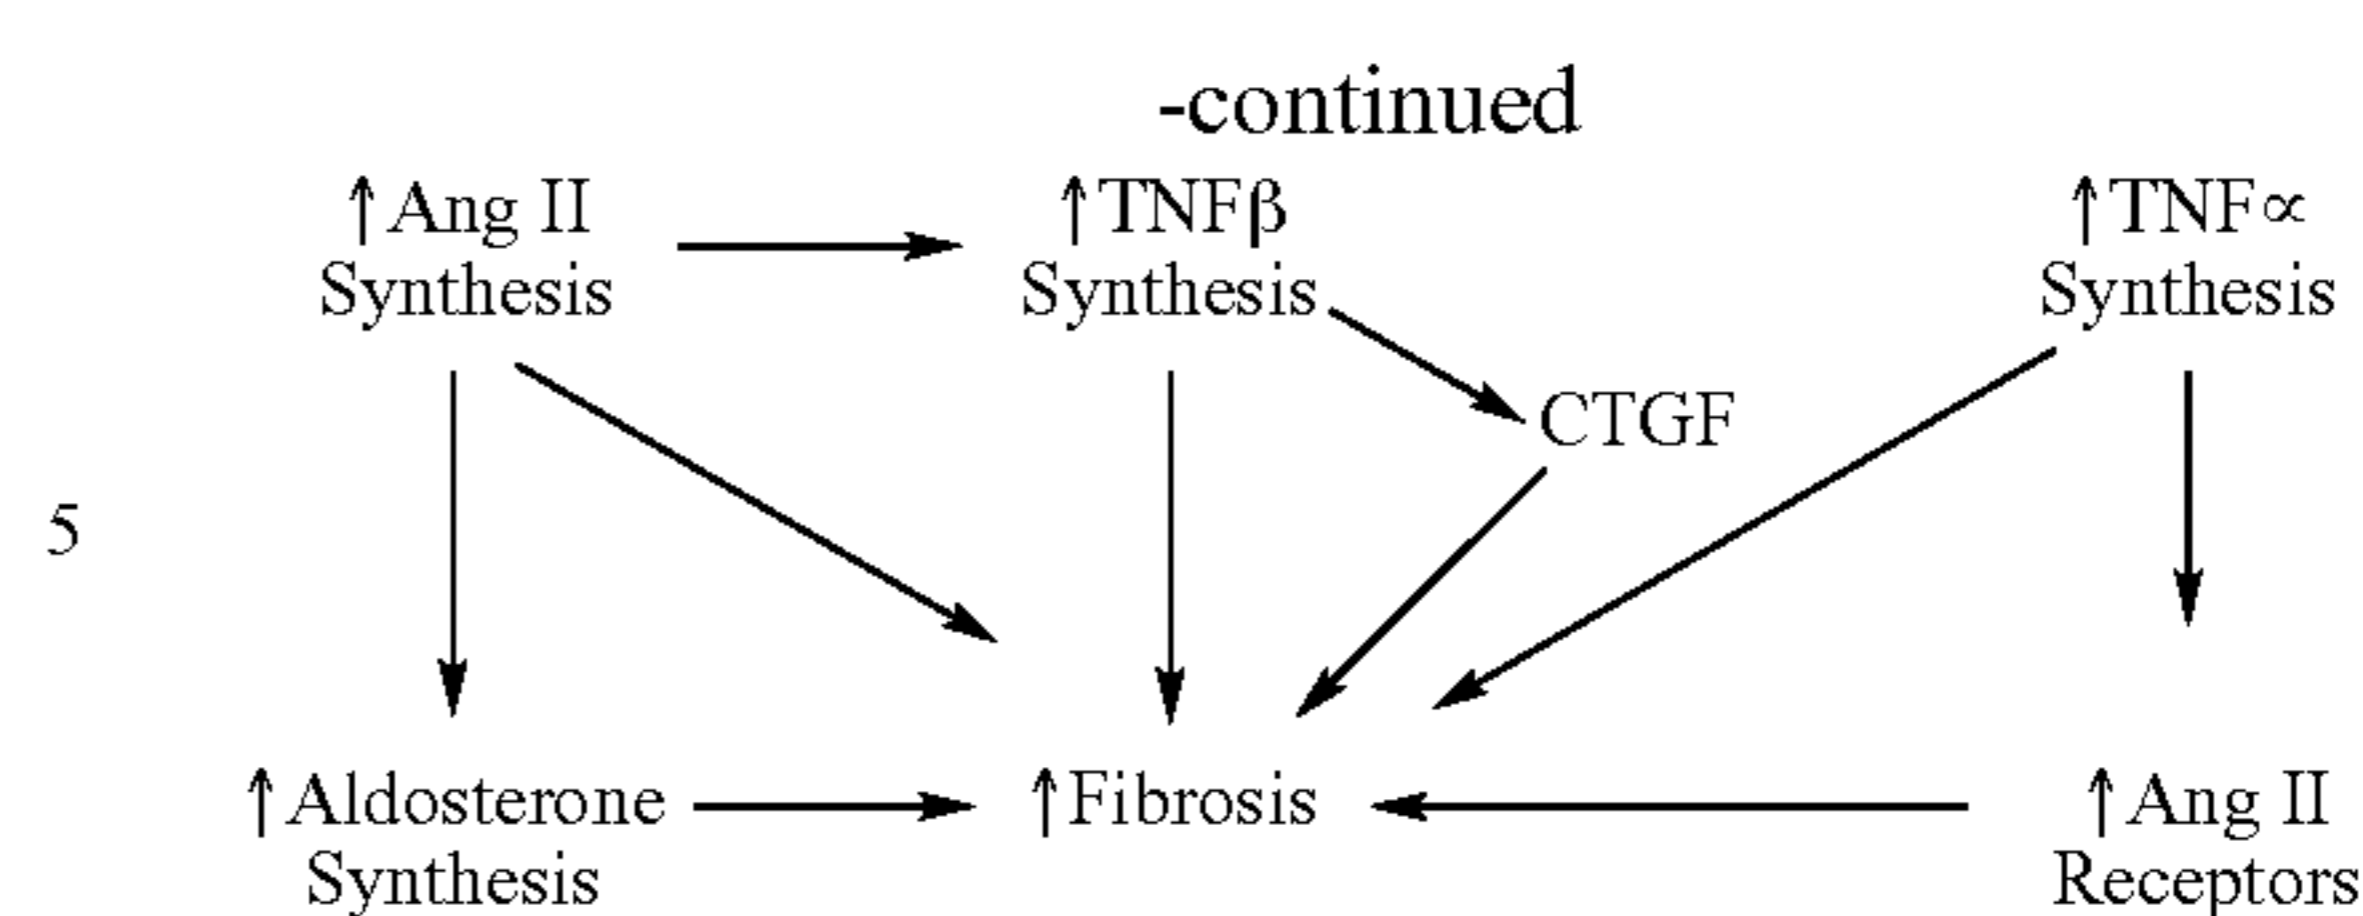 -continued
↑Ang II
Synthesis
↑TNFβ
Synthesis
↑TNF∝
Synthesis
CTGF
5
↑Aldosterone
Synthesis
↑Fibrosis
↑Ang II
Receptors